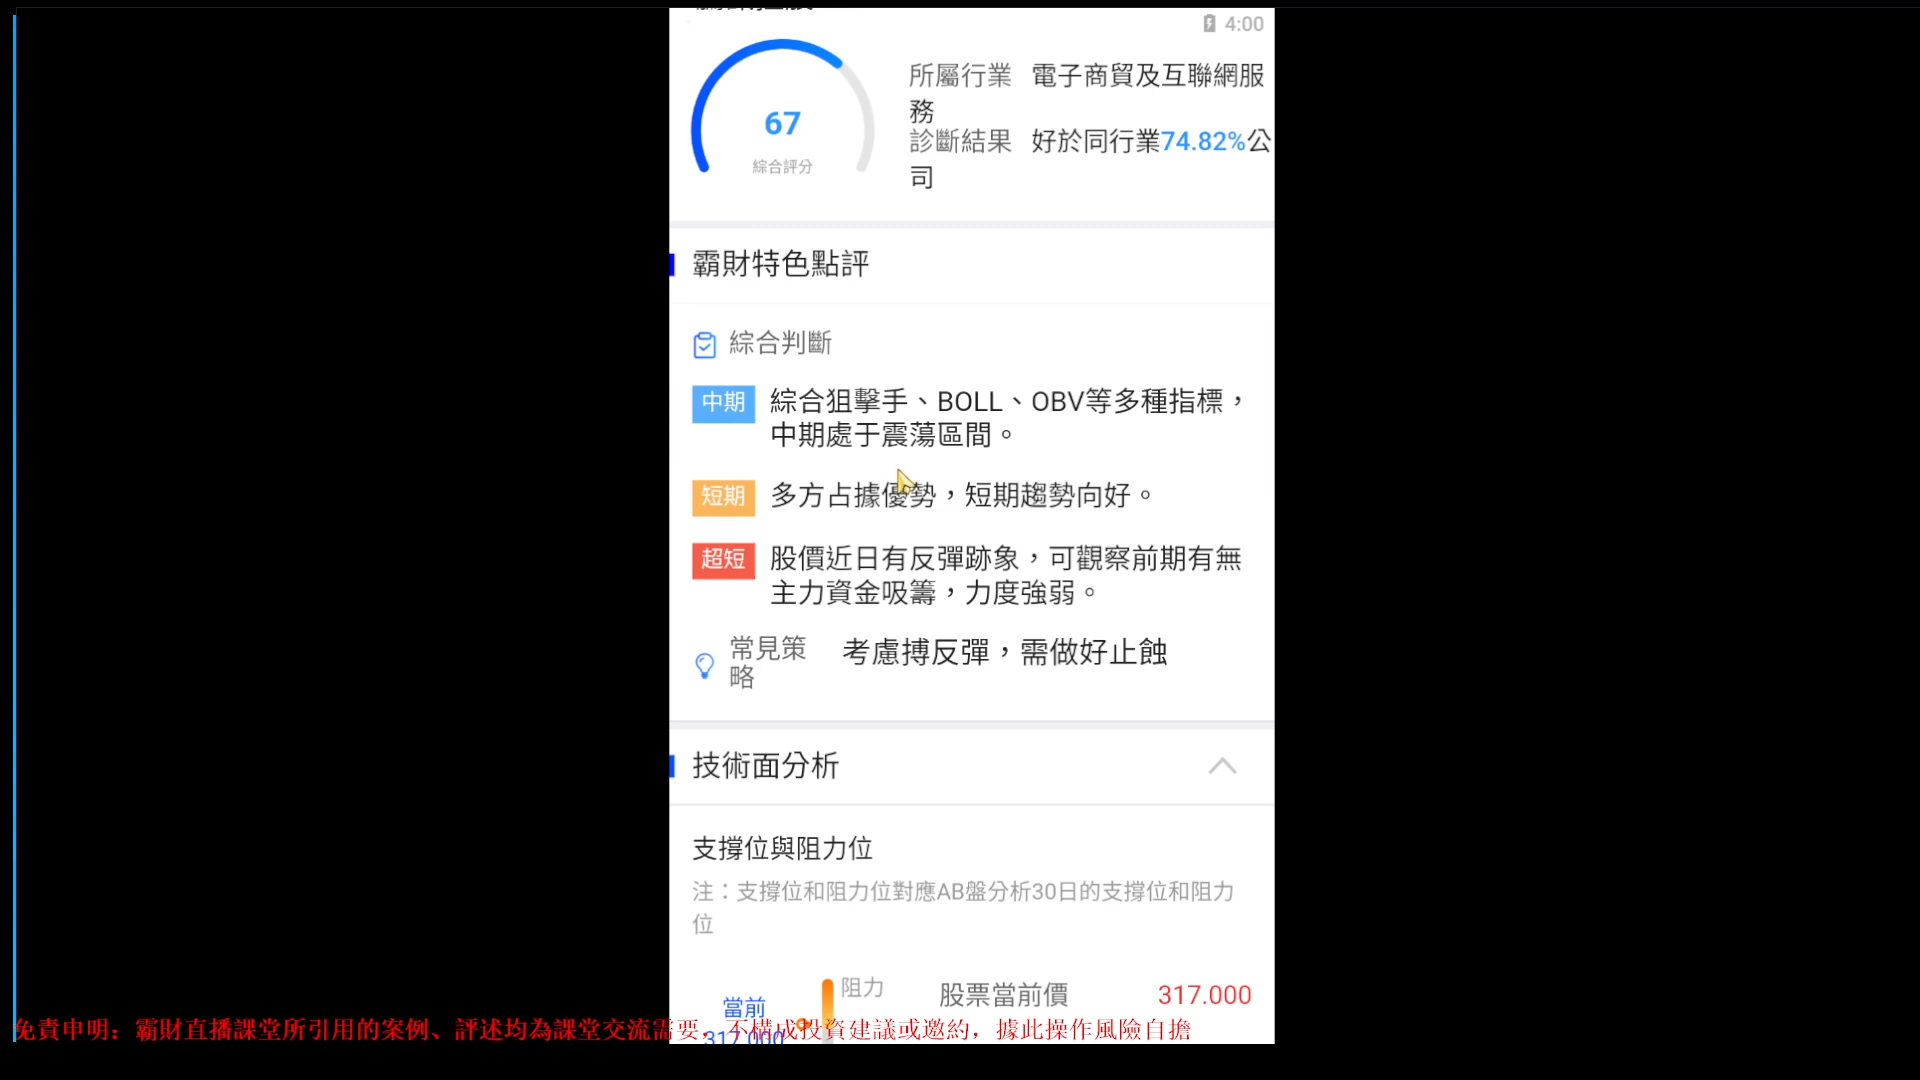 4:00
所屬行業 電子商貿及互聯網服
務
診斷結果 好於同行業74.82%公
司
67
綜合評分
霸財特色點評
綜合判斷
中期 綜合狙擊手、BOLL、OBV等多種指標，
中期處于震蕩區間。
短期 多方占據優勢，短期趨勢向好。
超短 股價近日有反彈跡象，可觀察前期有無
主力資金吸籌，力度強弱。
常見策 考慮搏反彈，需做好止蝕
略
技術面分析
支撐位與阻力位
注：支撐位和阻力位對應AB盤分析30日的支撐位和阻力
位
阻力 股票當前價 317.000
當前
317.000
免責申明：霸財直播課堂所引用的案例、評述均為課堂交流需要，不構成投資建議或邀約，據此操作風險自擔